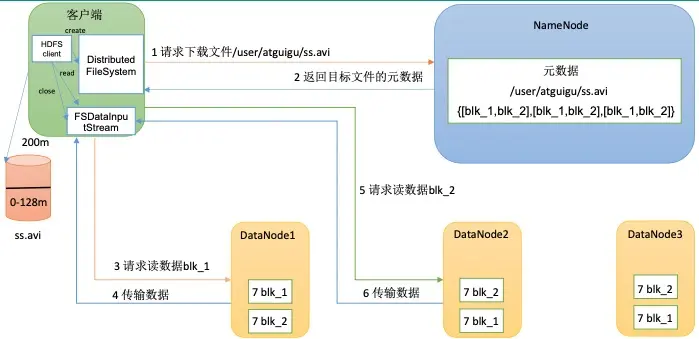 客户端
create
HDFS
client
Distributed
FileSystem
read
close
FSDataInpu
tStream
1 请求下载文件/user/atguigu/ss.avi
2 返回目标文件的元数据
NameNode
元数据
/user/atguigu/ss.avi
{[blk_1,blk_2],[blk_1,blk_2],[blk_1,blk_2]}
200m
0-128m
ss.avi
5 请求读数据blk_2
3 请求读数据blk_1
4 传输数据
6 传输数据
DataNode1
7 blk_1
7 blk_2
DataNode2
7 blk_2
7 blk_1
DataNode3
7 blk_2
7 blk_1